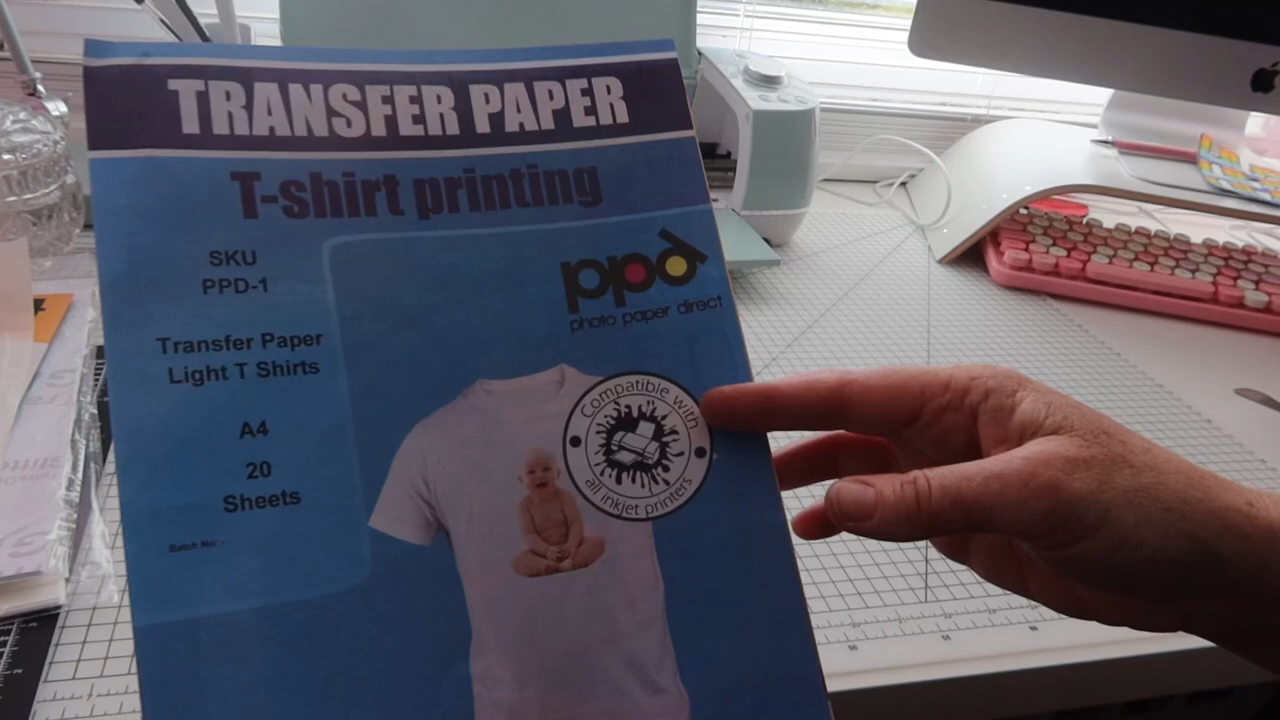 TRANSFER PAPER
T-shirt printing
SKU
PPD-1
ppd
photo paper direct
Transfer Paper
Light T Shirts
A4
20
Sheets
Compatible with
all inkjet printers
Batch No: -